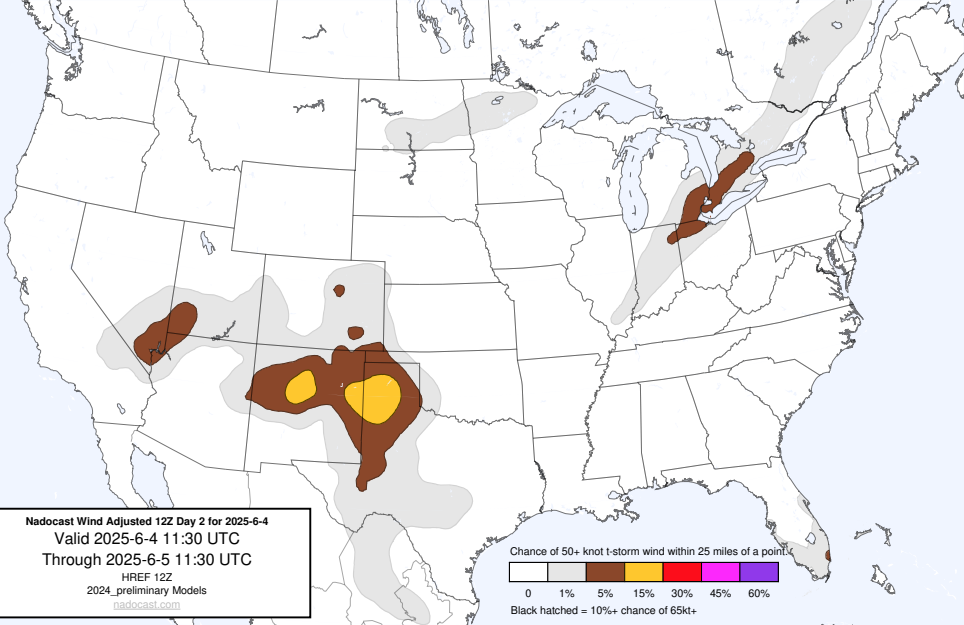 Nadocast Wind Adjusted 12Z Day 2 for 2025-6-4
Valid 2025-6-4 11:30 UTC
Through 2025-6-5 11:30 UTC
HREF 12Z
2024_preliminary Models
nadocast.com
Chance of 50+ knot t-storm wind within 25 miles of a point.
0 1% 5% 15% 30% 45% 60%
Black hatched = 10%+ chance of 65kt+